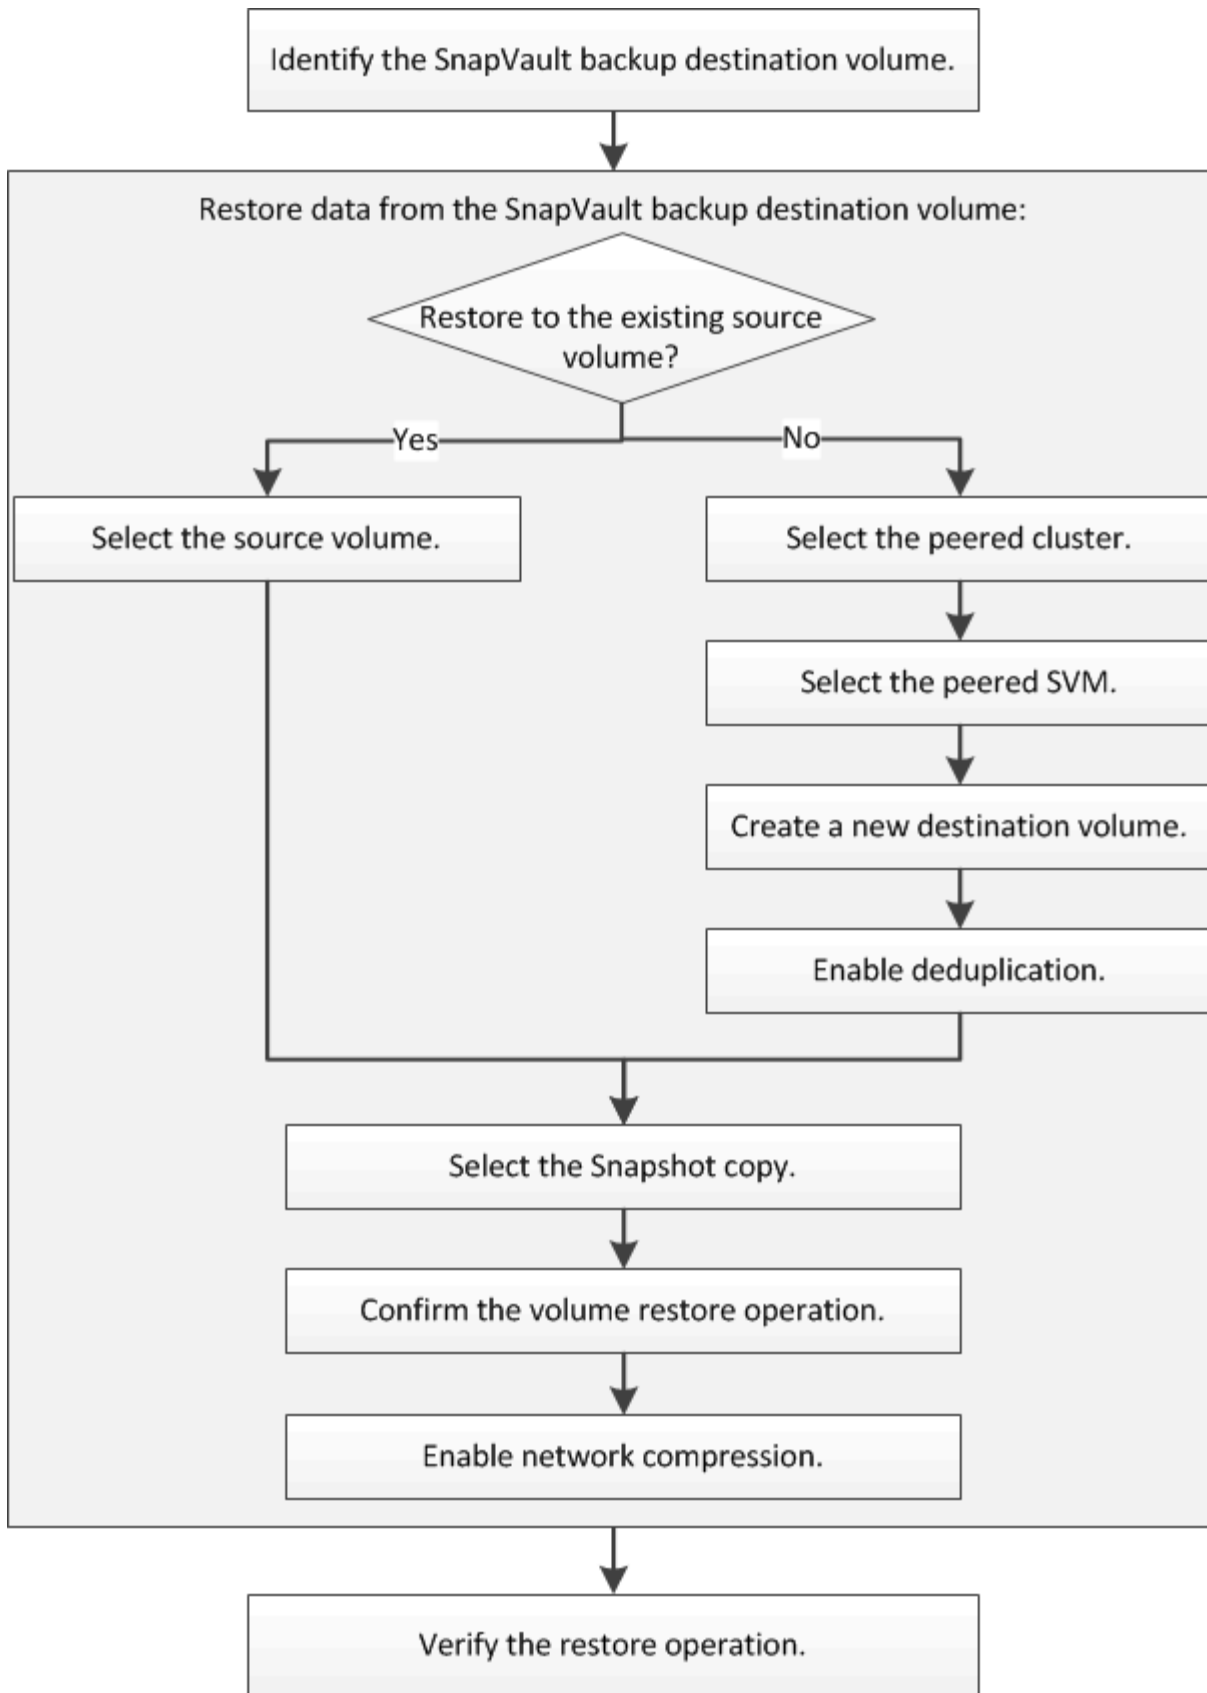 Identify the SnapVault backup destination volume.
Restore data from the SnapVault backup destination volume:
Restore to the existing source
volume?
Yes
No
Select the source volume.
Select the peered cluster.
Select the peered SVM.
Create a new destination volume.
Enable deduplication.
Select the Snapshot copy.
Confirm the volume restore operation.
Enable network compression.
Verify the restore operation.